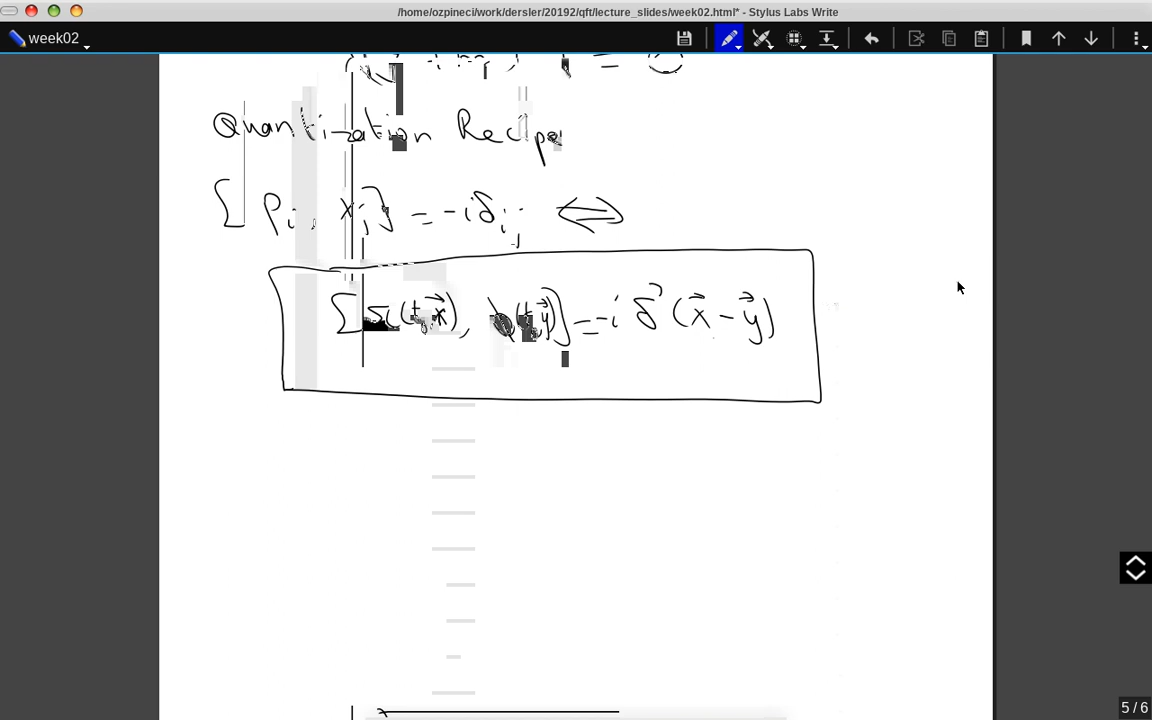 /home/ozpineci/work/dersler/20192/qft/lecture_slides/week02.html* - Stylus Labs Write
week02
Quantization Recipe
[Pi, Xj] = -iδij ⇔
[π(t, x⃗), ϕ(t, y⃗)] = -i δ³(x⃗ - y⃗)
5 / 6